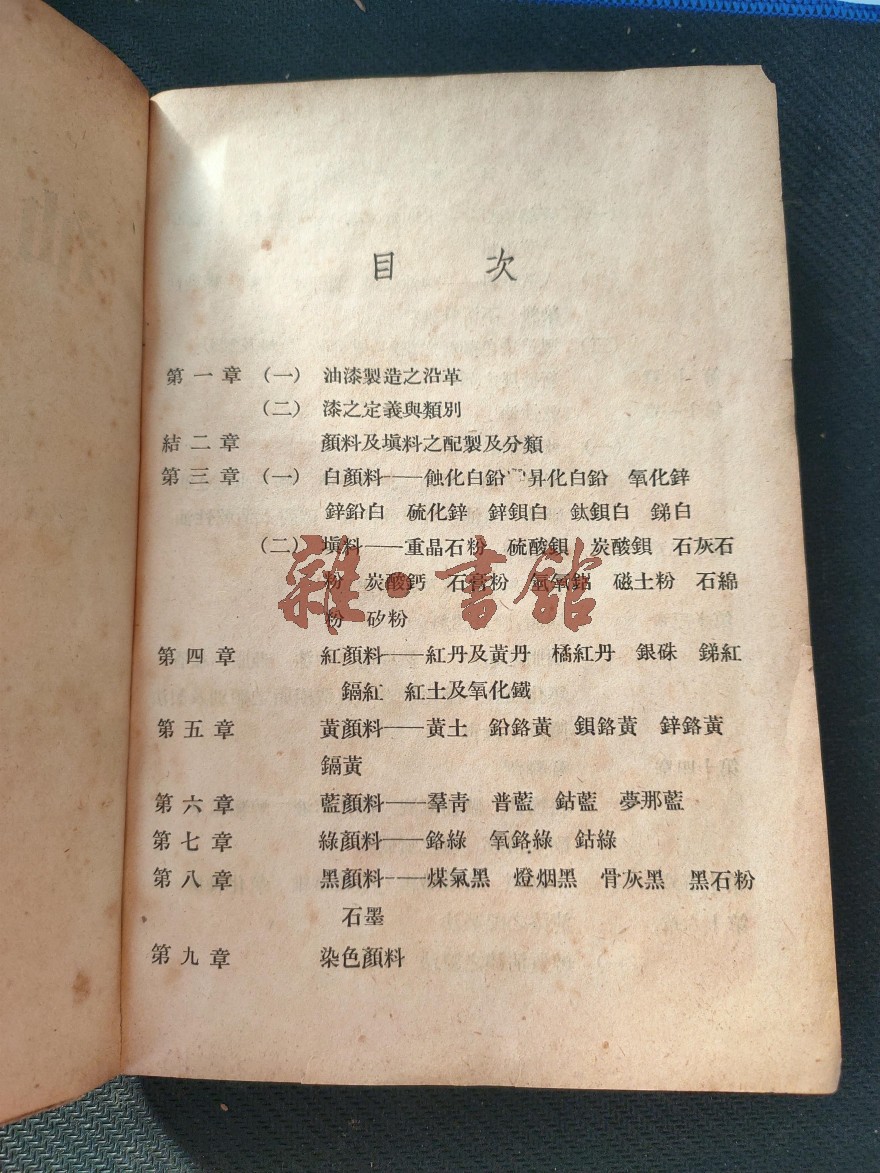 目 次
第一章 (一) 油漆製造之沿革
(二) 漆之定義與類別
結二章 顏料及塡料之配製及分類
第三章 (一) 白顏料——蝕化白鉛 昇化白鉛 氧化鋅
鋅鉛白 硫化鋅 鋅鋇白 鈦鋇白 銻白
(二) 塡料——重晶石粉 硫酸鋇 炭酸鋇 石灰石
粉 炭酸鈣 石膏粉 氫氧鋁 磁土粉 石綿
粉 矽粉
雜·書館
第四章 紅顏料——紅丹及黃丹 橘紅丹 銀硃 銻紅
鎘紅 紅土及氧化鐵
第五章 黃顏料——黃土 鉛鉻黃 鋇鉻黃 鋅鉻黃
鎘黃
第六章 藍顏料——羣靑 普藍 鈷藍 夢那藍
第七章 綠顏料——鉻綠 氧鉻綠 鈷綠
第八章 黑顏料——煤氣黑 燈烟黑 骨灰黑 黑石粉
石墨
第九章 染色顏料